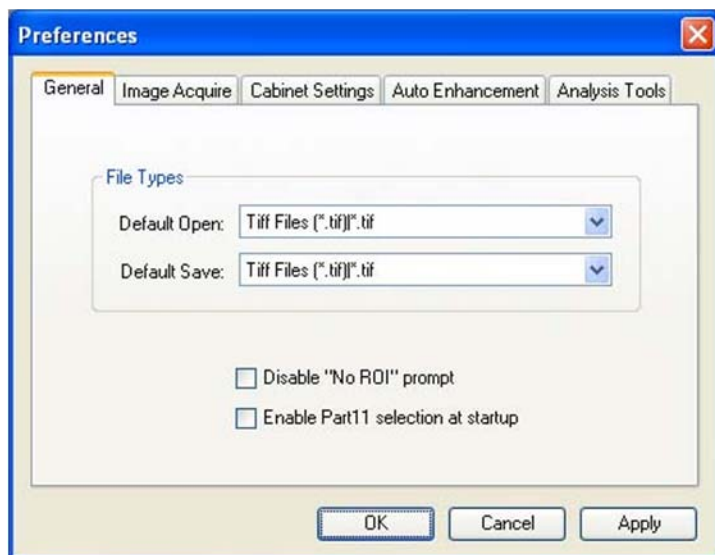 Preferences
General Image Acquire Cabinet Settings Auto Enhancement Analysis Tools
File Types
Default Open: Tiff Files (*.tif)|*.tif
Default Save: Tiff Files (*.tif)|*.tif
Disable "No ROI" prompt
Enable Part11 selection at startup
OK Cancel Apply